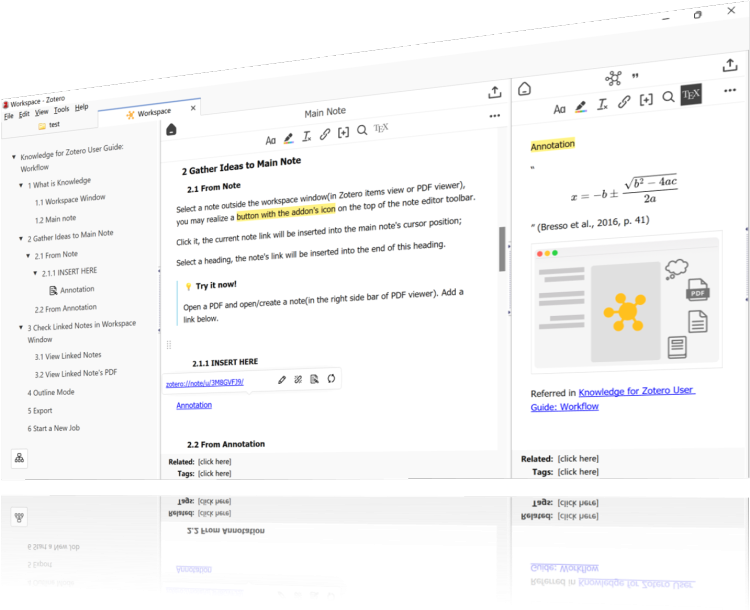 Workspace - Zotero
File Edit View Tools Help
test
Workspace
Knowledge for Zotero User Guide:
Workflow
1 What is Knowledge
1.1 Workspace Window
1.2 Main note
2 Gather Ideas to Main Note
2.1 From Note
2.1.1 INSERT HERE
Annotation
2.2 From Annotation
3 Check Linked Notes in Workspace
Window
3.1 View Linked Notes
3.2 View Linked Note's PDF
4 Outline Mode
5 Export
6 Start a New Job
Main Note
Aa
TEX
2 Gather Ideas to Main Note
2.1 From Note
Select a note outside the workspace window(in Zotero items view or PDF viewer),
you may realize a button with the addon's icon on the top of the note editor toolbar.
Click it, the current note link will be inserted into the main note's cursor position;
Select a heading, the note's link will be inserted into the end of this heading.
💡 Try it now!
Open a PDF and open/create a note(in the right side bar of PDF viewer). Add a
link below.
2.1.1 INSERT HERE
zotero://note/u/3M8GVFJ9/
Annotation
2.2 From Annotation
Related: [click here]
Tags: [click here]
Aa
TEX
Annotation
“
x = −b ± √(b² − 4ac) / 2a
” (Bresso et al., 2016, p. 41)
PDF
Referred in Knowledge for Zotero User
Guide: Workflow
Related: [click here]
Tags: [click here]